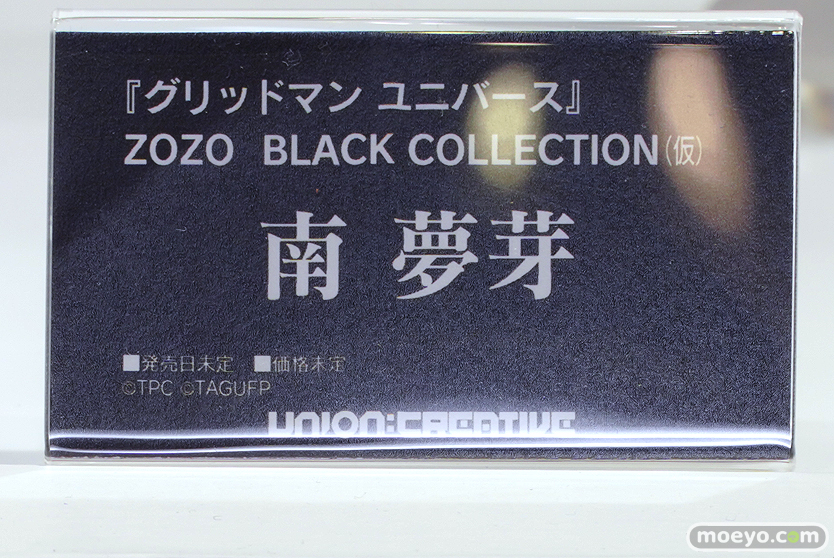 『グリッドマン ユニバース』
ZOZO BLACK COLLECTION(仮)
南 夢芽
■発売日未定 ■価格未定
©TPC ©TAGUFP
UNION:CREATIVE
moeyo.com